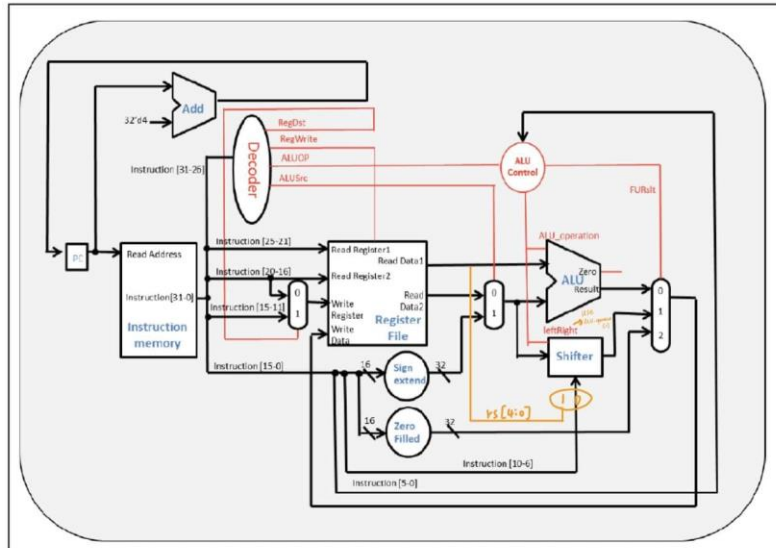 Add
32'd4
RegDst
RegWrite
ALUOP
ALUSrc
Decoder
ALU
Control
FURslt
Instruction [31-26]
PC
Read Address
Instruction[31-0]
Instruction
memory
Instruction [25-21]
Instruction [20-16]
Instruction [15-11]
0
1
Read Register1
Read Data1
Read Register2
Write
Register
Read
Data2
Write
Data
Register
File
0
1
ALU_operation
Zero
ALU
Result
0
1
2
leftRight
Shifter
Instruction [15-0]
16
Sign
extend
32
16
Zero
Filled
32
rs[4:0]
1 0
Instruction [10-6]
Instruction [5-0]